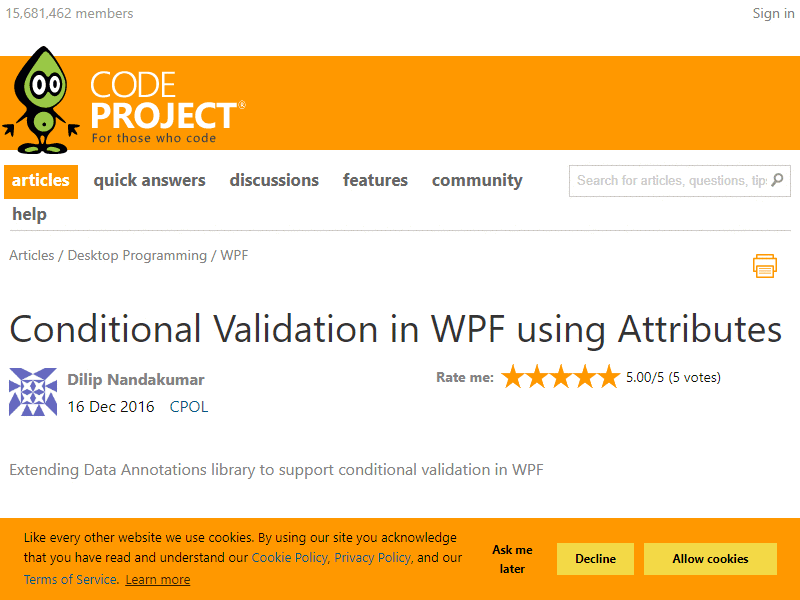 15,681,462 members
Sign in
CODE
PROJECT®
For those who code
articles quick answers discussions features community
Search for articles, questions, tips
help
Articles / Desktop Programming / WPF
Conditional Validation in WPF using Attributes
Dilip Nandakumar
Rate me: 5.00/5 (5 votes)
16 Dec 2016 CPOL
Extending Data Annotations library to support conditional validation in WPF
Like every other website we use cookies. By using our site you acknowledge
that you have read and understand our Cookie Policy, Privacy Policy, and our
Terms of Service. Learn more
Ask me
later
Decline
Allow cookies